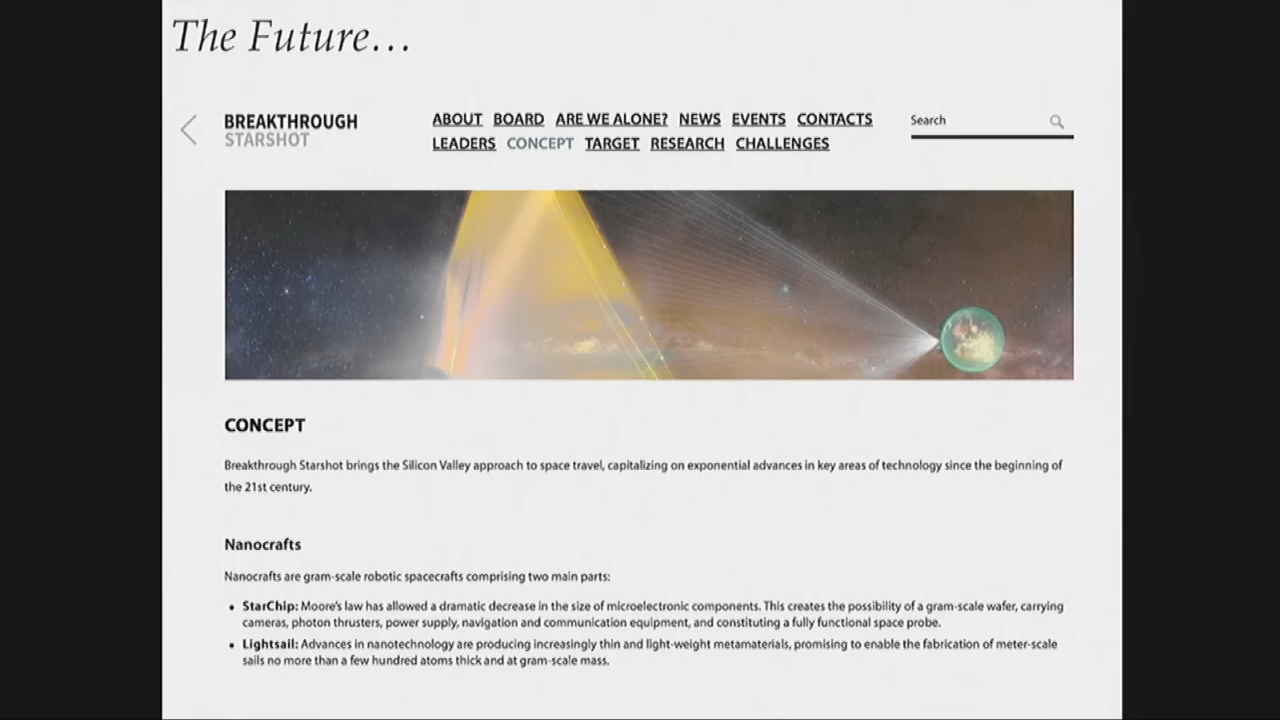 The Future…
BREAKTHROUGH
STARSHOT
ABOUT BOARD ARE WE ALONE? NEWS EVENTS CONTACTS
LEADERS CONCEPT TARGET RESEARCH CHALLENGES
Search
CONCEPT
Breakthrough Starshot brings the Silicon Valley approach to space travel, capitalizing on exponential advances in key areas of technology since the beginning of
the 21st century.
Nanocrafts
Nanocrafts are gram-scale robotic spacecrafts comprising two main parts:
• StarChip: Moore's law has allowed a dramatic decrease in the size of microelectronic components. This creates the possibility of a gram-scale wafer, carrying
cameras, photon thrusters, power supply, navigation and communication equipment, and constituting a fully functional space probe.
• Lightsail: Advances in nanotechnology are producing increasingly thin and light-weight metamaterials, promising to enable the fabrication of meter-scale
sails no more than a few hundred atoms thick and at gram-scale mass.